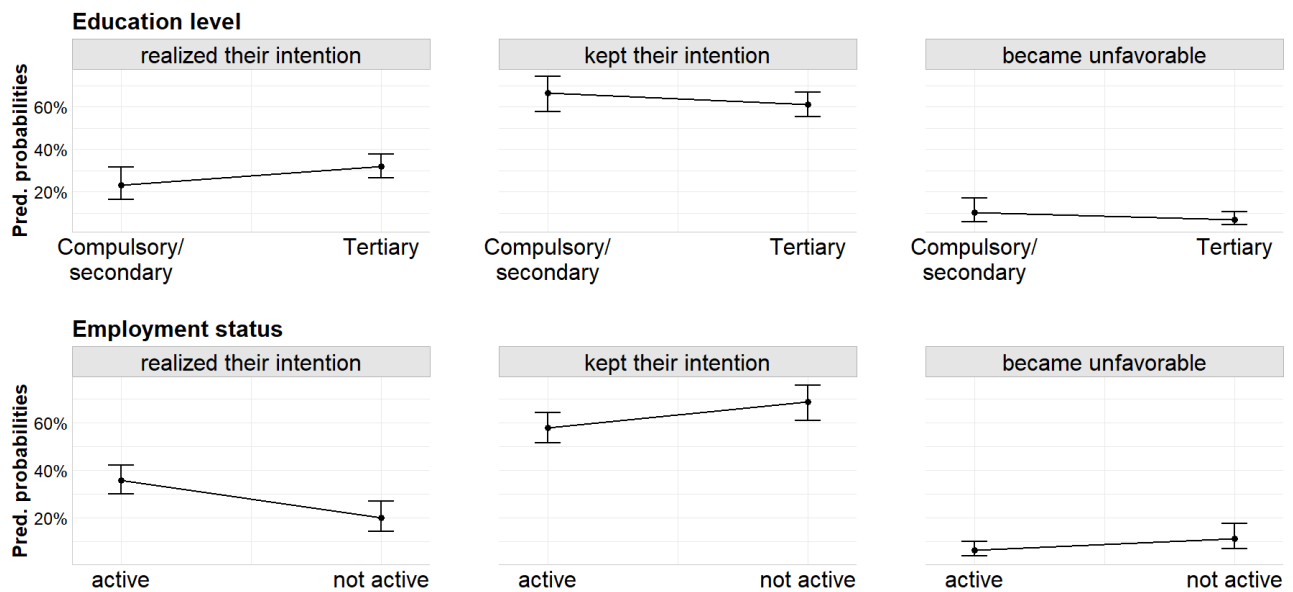 Education level
realized their intention
kept their intention
became unfavorable
Pred. probabilities
60%
40%
20%
Compulsory/
secondary
Tertiary
Compulsory/
secondary
Tertiary
Compulsory/
secondary
Tertiary
Employment status
realized their intention
kept their intention
became unfavorable
Pred. probabilities
60%
40%
20%
active
not active
active
not active
active
not active